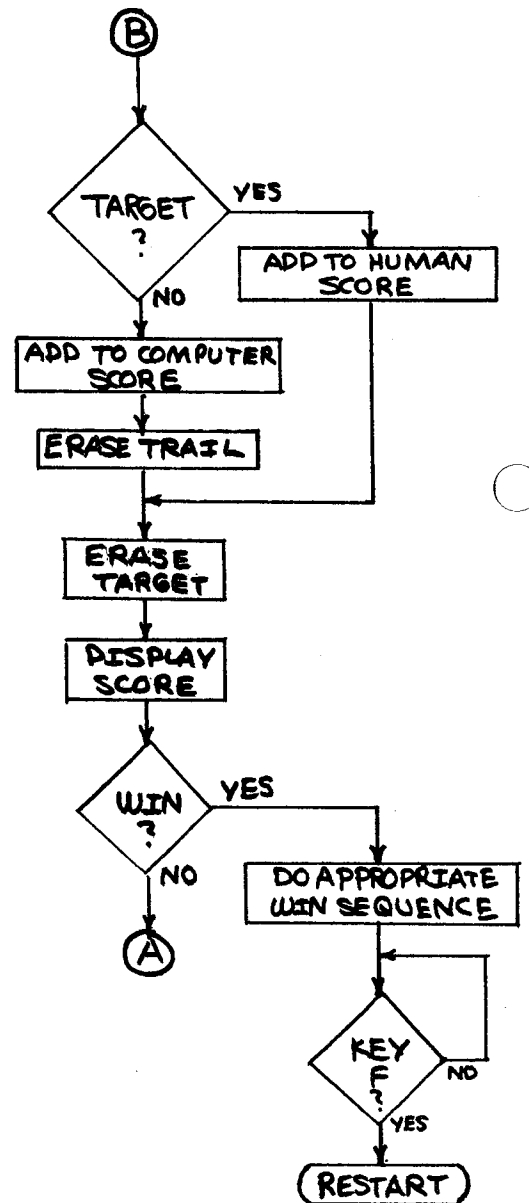 B
TARGET
?
YES
NO
ADD TO HUMAN
SCORE
ADD TO COMPUTER
SCORE
ERASE TRAIL
ERASE
TARGET
DISPLAY
SCORE
WIN
?
YES
NO
A
DO APPROPRIATE
WIN SEQUENCE
KEY
F
?
NO
YES
RESTART